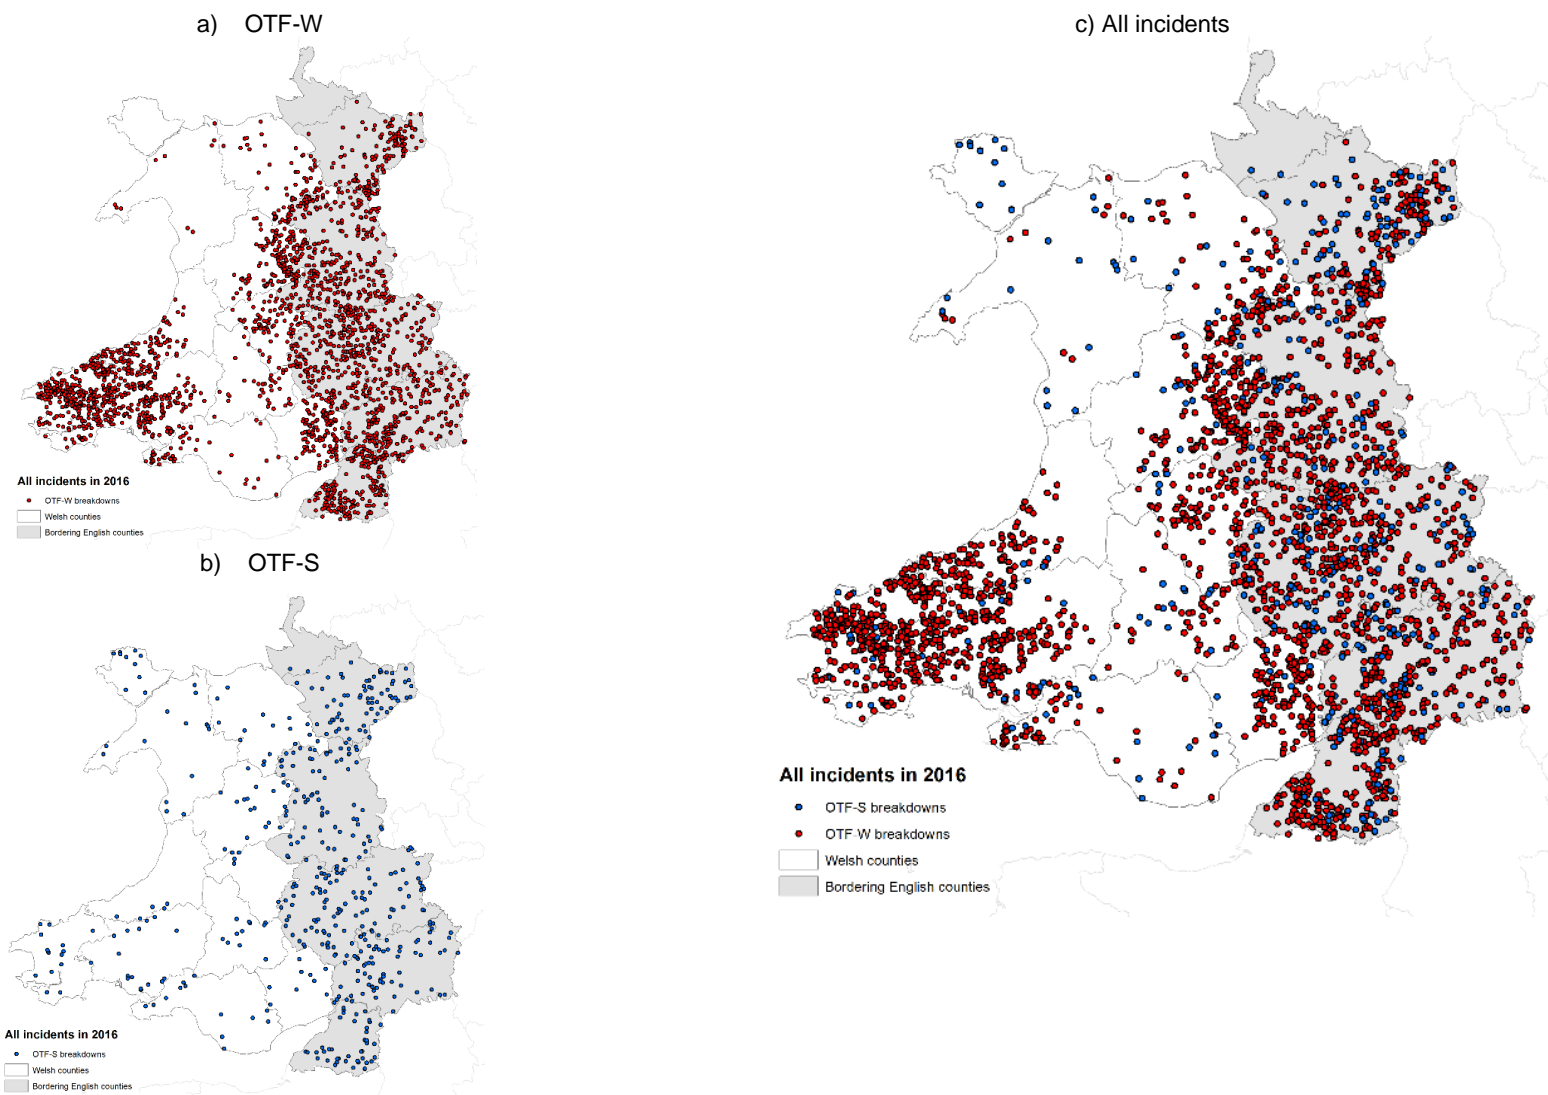 a) OTF-W
All incidents in 2016
OTF-W breakdowns
Welsh counties
Bordering English counties
b) OTF-S
All incidents in 2016
OTF-S breakdowns
Welsh counties
Bordering English counties
c) All incidents
All incidents in 2016
OTF-S breakdowns
OTF-W breakdowns
Welsh counties
Bordering English counties